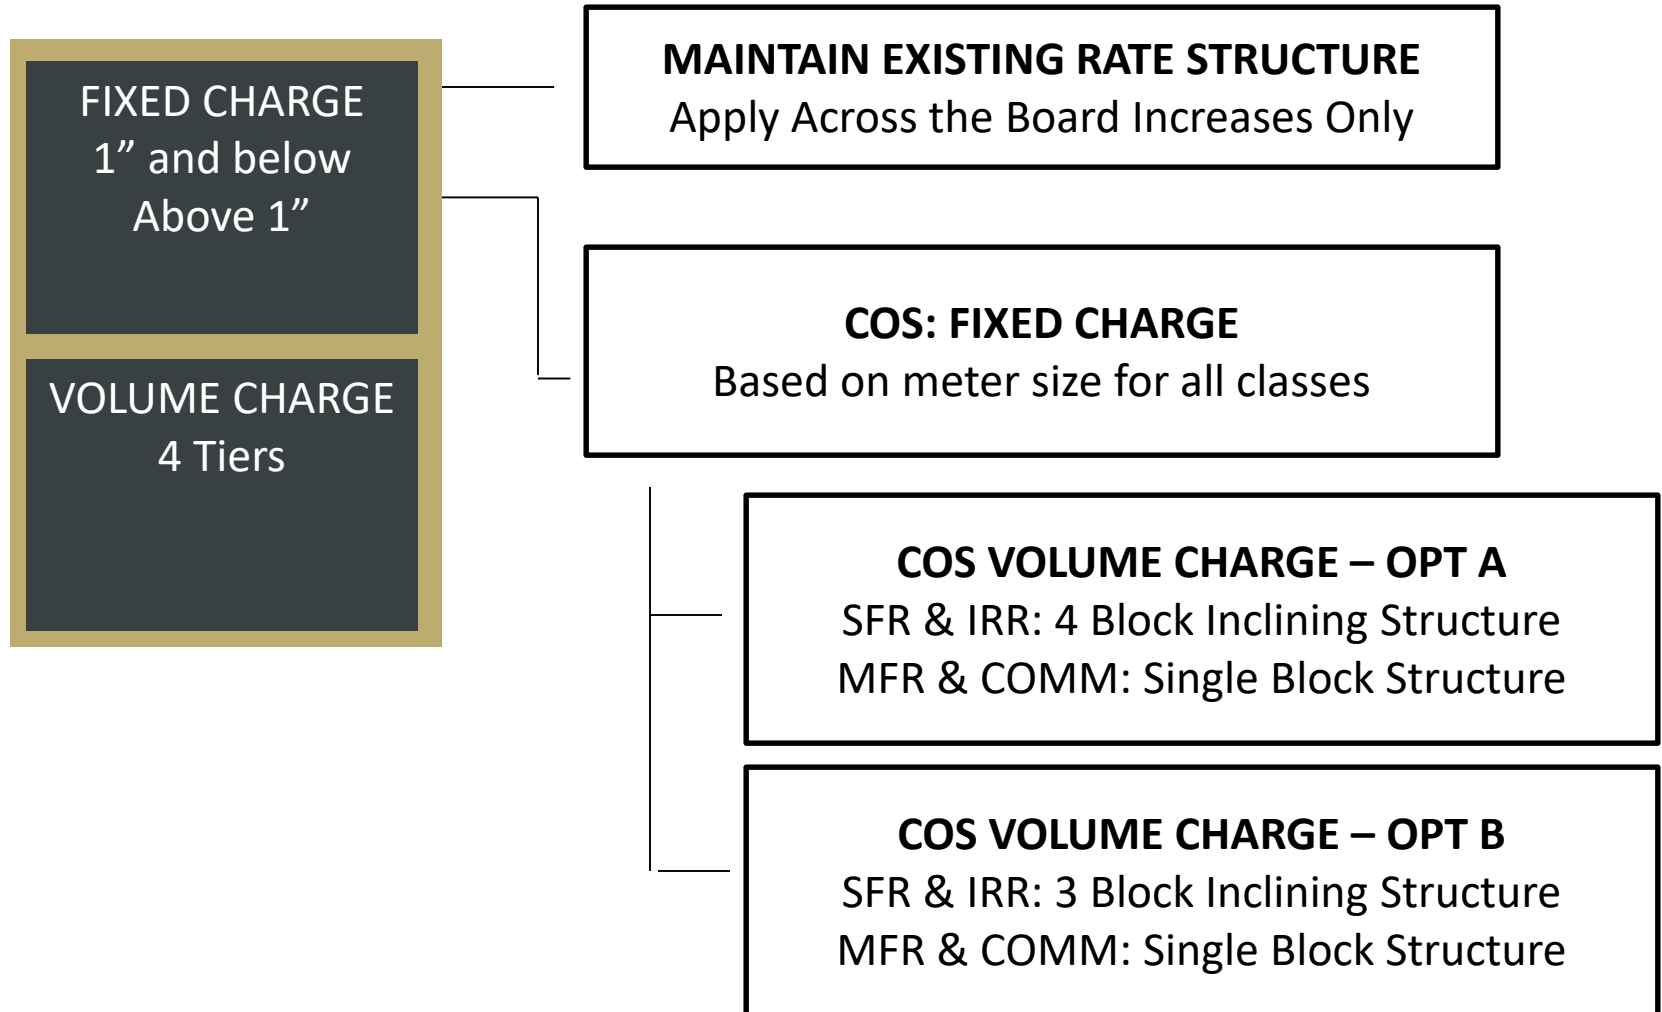 FIXED CHARGE
1” and below
Above 1”
VOLUME CHARGE
4 Tiers
MAINTAIN EXISTING RATE STRUCTURE
Apply Across the Board Increases Only
COS: FIXED CHARGE
Based on meter size for all classes
COS VOLUME CHARGE – OPT A
SFR & IRR: 4 Block Inclining Structure
MFR & COMM: Single Block Structure
COS VOLUME CHARGE – OPT B
SFR & IRR: 3 Block Inclining Structure
MFR & COMM: Single Block Structure